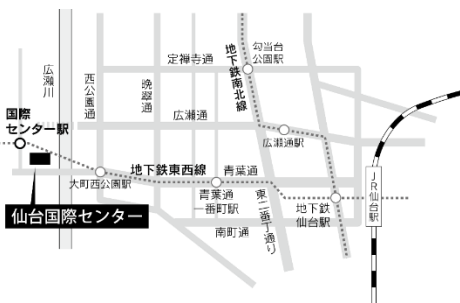 定禅寺通
勾当台
公園駅
地下鉄南北線
広瀬川
西公園通
晩翠通
国際
センター駅
広瀬通
広瀬通駅
地下鉄東西線
青葉通
大町西公園駅
青葉通
一番町駅
東二番丁通り
地下鉄
仙台駅
JR仙台駅
仙台国際センター
南町通